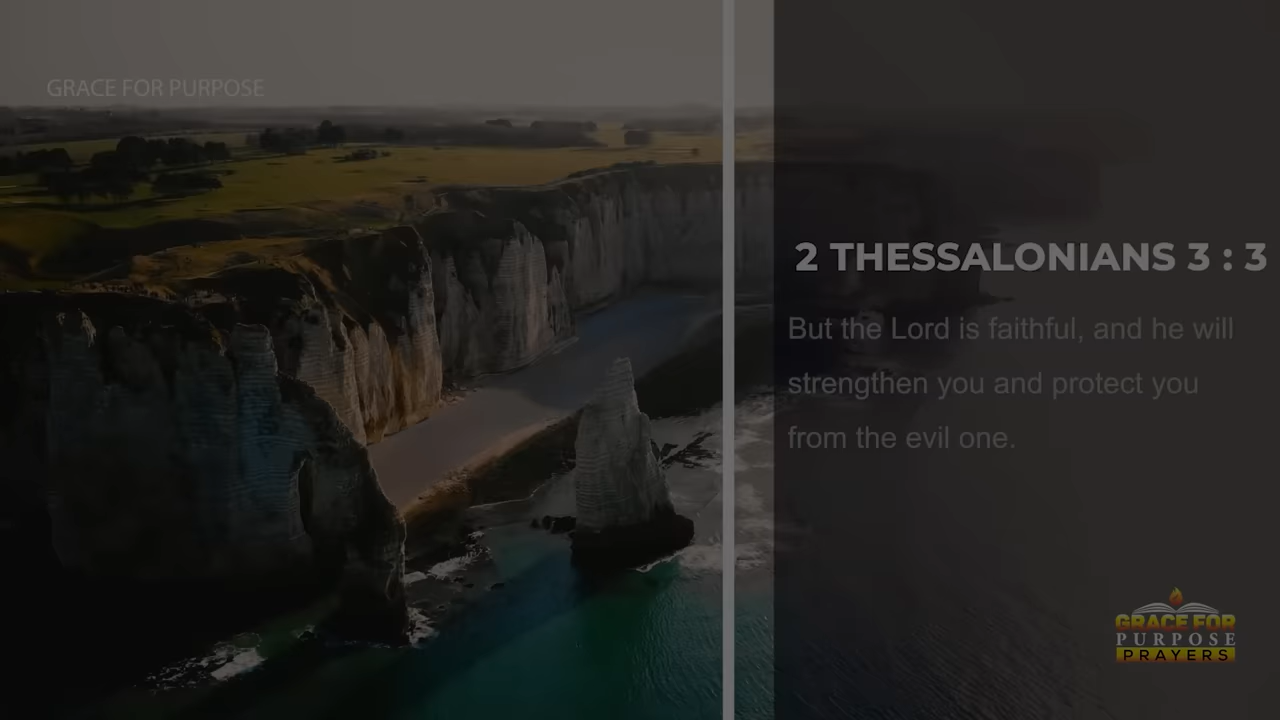 GRACE FOR PURPOSE
2 THESSALONIANS 3 : 3
But the Lord is faithful, and he will
strengthen you and protect you
from the evil one.
GRACE FOR
PURPOSE
PRAYERS